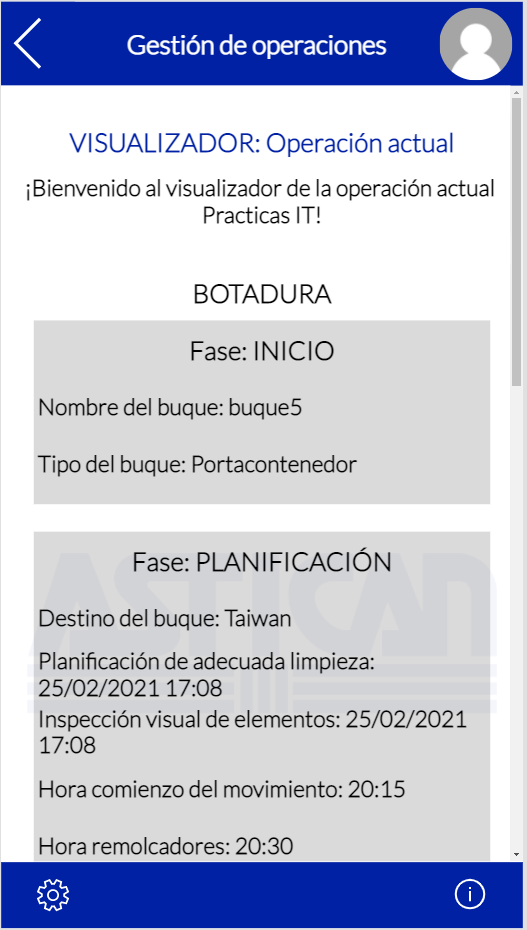 Gestión de operaciones
VISUALIZADOR: Operación actual
¡Bienvenido al visualizador de la operación actual
Practicas IT!
BOTADURA
Fase: INICIO
Nombre del buque: buque5
Tipo del buque: Portacontenedor
ASTICAN
Fase: PLANIFICACIÓN
Destino del buque: Taiwan
Planificación de adecuada limpieza:
25/02/2021 17:08
Inspección visual de elementos: 25/02/2021
17:08
Hora comienzo del movimiento: 20:15
Hora remolcadores: 20:30